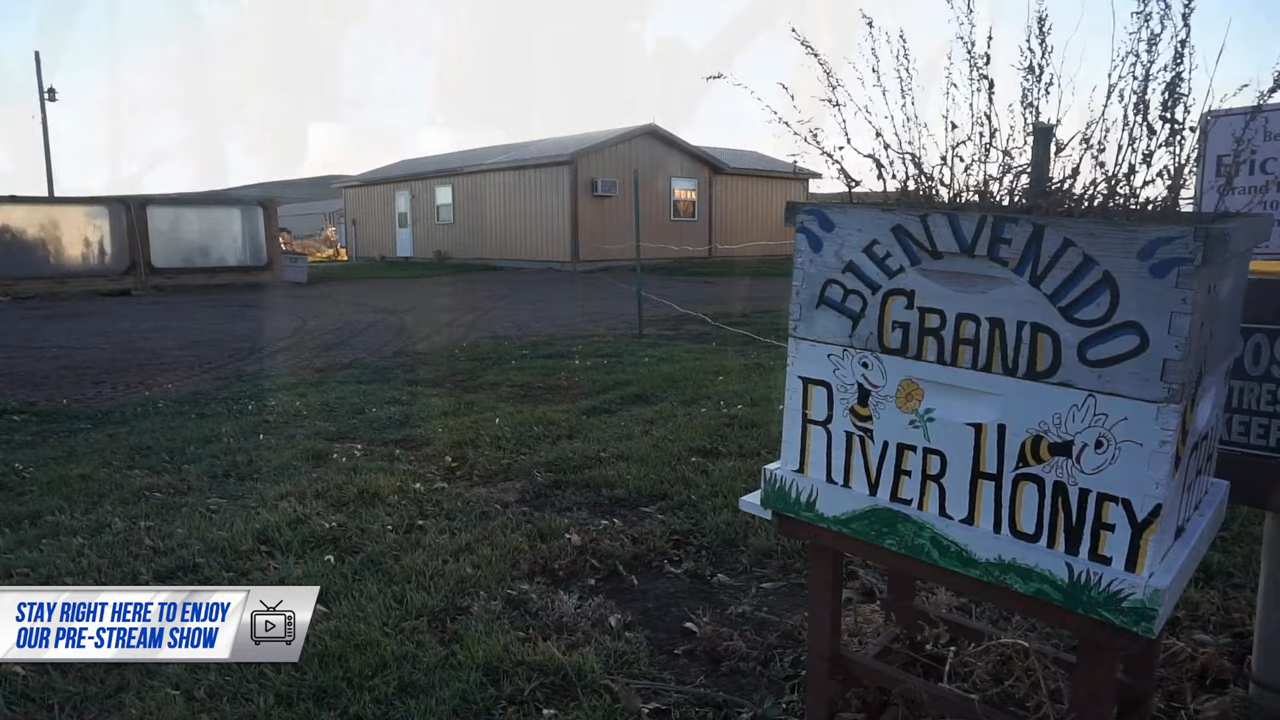 BIENVENIDO
GRAND
RIVER HONEY
STAY RIGHT HERE TO ENJOY
OUR PRE-STREAM SHOW